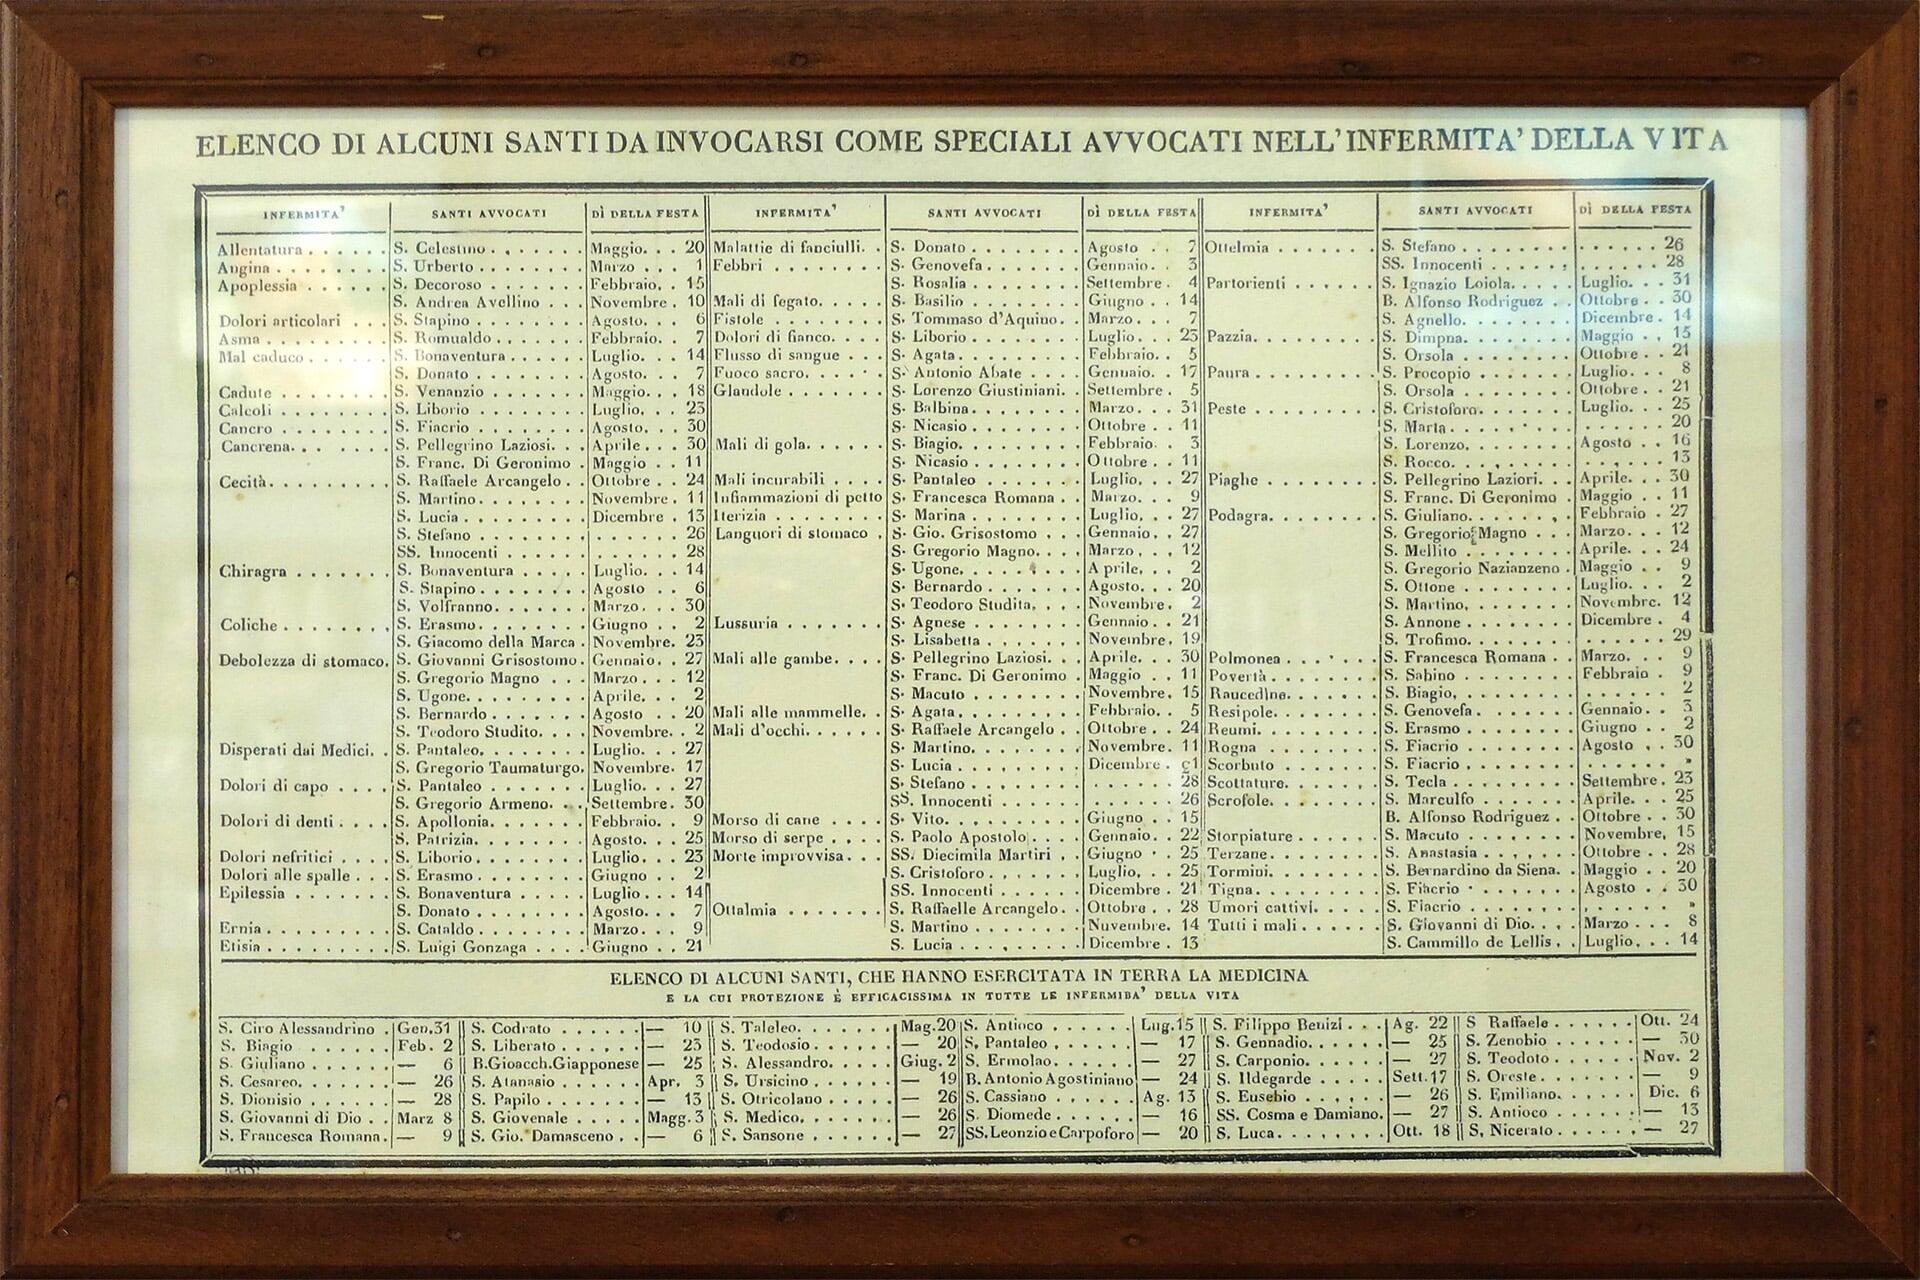 ELENCO DI ALCUNI SANTI DA INVOCARSI COME SPECIALI AVVOCATI NELL'INFERMITA' DELLA VITA
INFERMITA' SANTI AVVOCATI DÌ DELLA FESTA INFERMITA' SANTI AVVOCATI DÌ DELLA FESTA INFERMITA' SANTI AVVOCATI DÌ DELLA FESTA
Allentatura S. Celestino Maggio 20 Malattie di fanciulli S. Donato Agosto 7 Ottelmia S. Stefano 26
Angina S. Urberto Marzo 1 Febbri S. Genovefa Gennaio 3 SS. Innocenti 28
Apoplessia S. Decoroso Febbraio 15 S. Rosalia Settembre 4 Partorienti S. Ignazio Loiola Luglio 31
S. Andrea Avellino Novembre 10 Mali di fegato S. Basilio Giugno 14 B. Alfonso Rodriguez Ottobre 30
Dolori articolari S. Stapino Agosto 6 Fistole S. Tommaso d'Aquino Marzo 7 S. Agnello Dicembre 14
Asma S. Romualdo Febbraio 7 Dolori di fianco S. Liborio Luglio 23 Pazzia S. Dimpna Maggio 15
Mal caduco S. Bonaventura Luglio 14 Flusso di sangue S. Agata Febbraio 5 S. Orsola Ottobre 21
S. Donato Agosto 7 Fuoco sacro S. Antonio Abate Gennaio 17 Paura S. Procopio Luglio 8
Cadute S. Venanzio Maggio 18 Glandole S. Lorenzo Giustiniani Settembre 5 S. Orsola Ottobre 21
Calcoli S. Liborio Luglio 23 S. Balbina Marzo 31 Peste S. Cristoforo Luglio 25
Cancro S. Fiacrio Agosto 30 S. Nicasio Ottobre 11 S. Marta 20
Cancrena S. Pellegrino Laziosi Aprile 30 Mali di gola S. Biagio Febbraio 3 S. Lorenzo Agosto 16
S. Franc. Di Geronimo Maggio 11 S. Nicasio Ottobre 11 S. Rocco 13
Cecità S. Raffaele Arcangelo Ottobre 24 Mali incurabili S. Pantaleo Luglio 27 Piaghe S. Pellegrino Laziori Aprile 30
S. Martino Novembre 11 Infiammazioni di petto S. Francesca Romana Marzo 9 S. Franc. Di Geronimo Maggio 11
S. Lucia Dicembre 13 Iterizia S. Marina Luglio 27 Podagra S. Giuliano Febbraio 27
S. Stefano 26 Languori di stomaco S. Gio. Grisostomo Gennaio 27 S. Gregorio Magno Marzo 12
SS. Innocenti 28 S. Gregorio Magno Marzo 12 S. Mellito Aprile 24
Chiragra S. Bonaventura Luglio 14 S. Ugone Aprile 2 S. Gregorio Nazianzeno Maggio 9
S. Stapino Agosto 6 S. Bernardo Agosto 20 S. Ottone Luglio 2
S. Volfranno Marzo 30 S. Teodoro Studita Novembre 2 S. Martino Novembre 12
Coliche S. Erasmo Giugno 2 Lussuria S. Agnese Gennaio 21 S. Annone Dicembre 4
S. Giacomo della Marca Novembre 23 S. Lisabetta Novembre 19 S. Trofimo 29
Debolezza di stomaco S. Giovanni Grisostomo Gennaio 27 Mali alle gambe S. Pellegrino Laziosi Aprile 30 Polmonea S. Francesca Romana Marzo 9
S. Gregorio Magno Marzo 12 S. Franc. Di Geronimo Maggio 11 Povertà S. Sabino Febbraio 9
S. Ugone Aprile 2 S. Macuto Novembre 15 Raucedine S. Biagio 2
S. Bernardo Agosto 20 Mali alle mammelle S. Agata Febbraio 5 Resipole S. Genovefa Gennaio 3
S. Teodoro Studito Novembre 2 Mali d'occhi S. Raffaele Arcangelo Ottobre 24 Reumi S. Erasmo Giugno 2
Disperati dai Medici S. Pantaleo Luglio 27 S. Martino Novembre 11 Rogna S. Fiacrio Agosto 30
S. Gregorio Taumaturgo Novembre 17 S. Lucia Dicembre Scorbuto S. Fiacrio "
Dolori di capo S. Pantaleo Luglio 27 S. Stefano 28 Scottature S. Tecla Settembre 23
S. Gregorio Armeno Settembre 30 SS. Innocenti 26 Scrofole S. Marculfo Aprile 25
Dolori di denti S. Apollonia Febbraio 9 Morso di cane S. Vito Giugno 15 B. Alfonso Rodriguez Ottobre 30
S. Patrizia Agosto 25 Morso di serpe S. Paolo Apostolo Gennaio 22 Storpiature S. Macuto Novembre 15
Dolori nefritici S. Liborio Luglio 23 Morte improvvisa SS. Diecimila Martiri Giugno 25 Terzane S. Anastasia Ottobre 28
Dolori alle spalle S. Erasmo Giugno 2 S. Cristoforo Luglio 25 Tormini S. Bernardino da Siena Maggio 20
Epilessia S. Bonaventura Luglio 14 SS. Innocenti Dicembre 21 Tigna S. Fiacrio Agosto 30
S. Donato Agosto 7 Ottalmia S. Raffaelle Arcangelo Ottobre 28 Umori cattivi S. Fiacrio "
Ernia S. Cataldo Marzo 9 S. Martino Novembre 14 Tutti i mali S. Giovanni di Dio Marzo 8
Etisia S. Luigi Gonzaga Giugno 21 S. Lucia Dicembre 13 S. Cammillo de Lellis Luglio 14
ELENCO DI ALCUNI SANTI, CHE HANNO ESERCITATA IN TERRA LA MEDICINA
E LA CUI PROTEZIONE È EFFICACISSIMA IN TUTTE LE INFERMIBA' DELLA VITA
S. Ciro Alessandrino Gen. 31 S. Codrato — 10 S. Taleleo Mag. 20 S. Antioco Lug. 15 S. Filippo Benizi Ag. 22 S Raffaele Ott. 24
S. Biagio Feb. 2 S. Liberato — 23 S. Teodosio — 20 S. Pantaleo — 17 S. Gennadio — 25 S. Zenobio — 30
S. Giuliano — 6 B. Gioacch. Giapponese — 25 S. Alessandro Giug. 2 S. Ermolao — 27 S. Carponio — 27 S. Teodoto Nov. 2
S. Cesareo — 26 S. Atanasio Apr. 3 S. Ursicino — 19 B. Antonio Agostiniano — 24 S. Ildegarde Sett. 17 S. Oreste — 9
S. Dionisio — 28 S. Papilo — 13 S. Otricolano — 26 S. Cassiano Ag. 13 S. Eusebio — 26 S. Emiliano Dic. 6
S. Giovanni di Dio Marz 8 S. Giovenale Magg. 3 S. Medico — 26 S. Diomede — 16 SS. Cosma e Damiano — 27 S. Antioco — 13
S. Francesca Romana — 9 S. Gio. Damasceno — 6 S. Sansone — 27 SS. Leonzio e Carpoforo — 20 S. Luca Ott. 18 S. Nicerato — 27